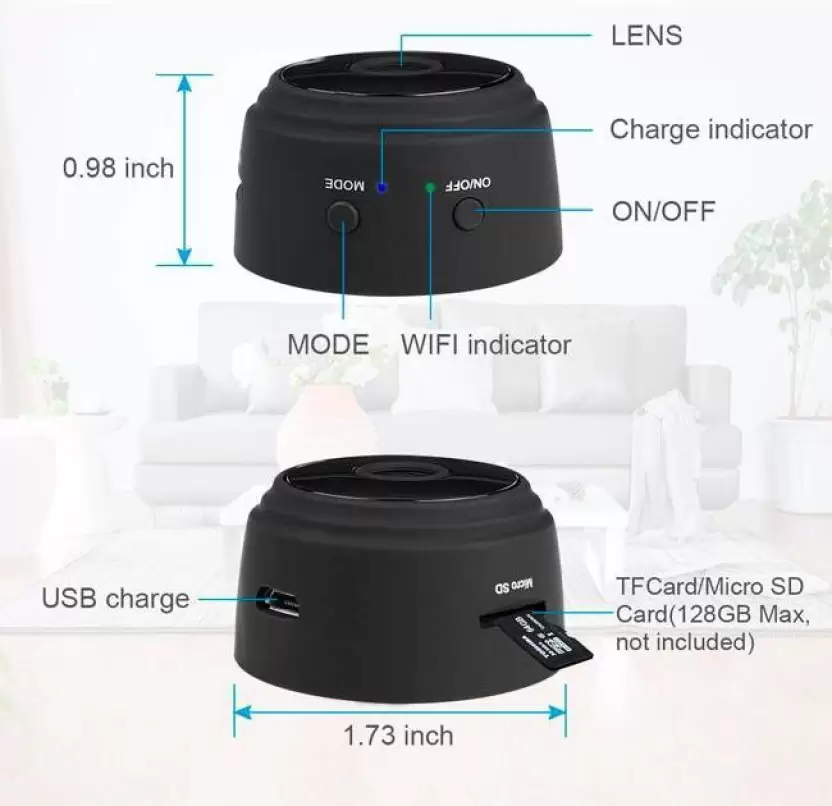 LENS
Charge indicator
0.98 inch
MODE
ON/OFF
ON/OFF
MODE
WIFI indicator
Micro SD
USB charge
TFCard/Micro SD
Card(128GB Max,
not included)
64GB
1.73 inch